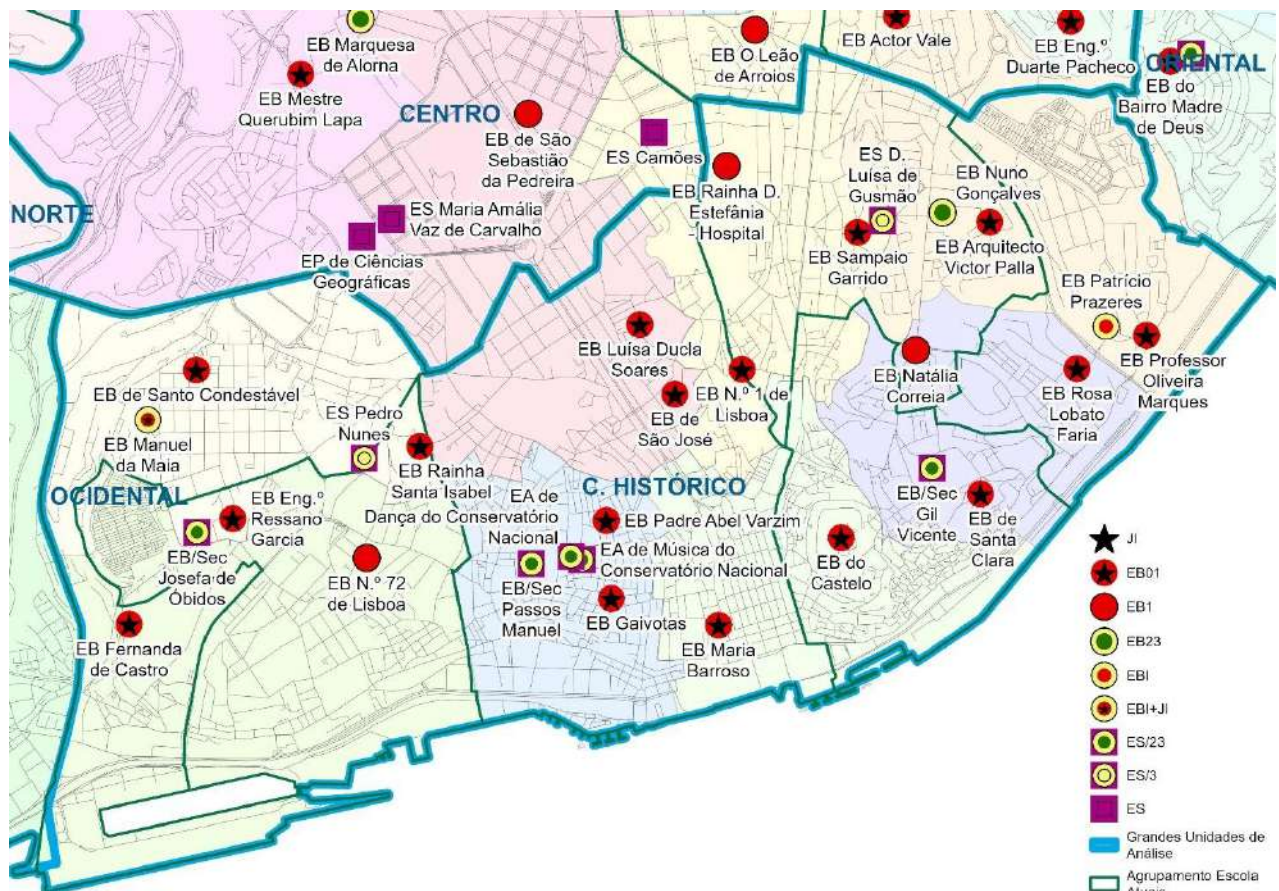 EB Marquesa
de Alorna
EB Mestre
Querubim Lapa
CENTRO
EB de São
Sebastião
da Pedreira
EB O Leão
de Arroios
EB Actor Vale
EB Eng.º
Duarte Pacheco
ORIENTAL
EB do
Bairro Madre
de Deus
ES Camões
EB Rainha D.
Estefânia
-Hospital
ES D.
Luísa de
Gusmão
EB Nuno
Gonçalves
NORTE
ES Maria Amália
Vaz de Carvalho
EP de Ciências
Geográficas
EB Sampaio
Garrido
EB Arquitecto
Victor Palla
EB Patrício
Prazeres
EB Luísa Ducla
Soares
EB Professor
Oliveira
Marques
EB de Santo Condestável
EB Manuel
da Maia
ES Pedro
Nunes
EB Rainha
Santa Isabel
EB de
São José
EB N.º 1 de
Lisboa
EB Natália
Correia
EB Rosa
Lobato
Faria
OCIDENTAL
EB Eng.º
Ressano
Garcia
EB/Sec
Josefa de
Óbidos
EB N.º 72
de Lisboa
EB Fernanda
de Castro
C. HISTÓRICO
EA de
Dança do Conservatório
Nacional
EB Padre Abel Varzim
EA de Música do
Conservatório Nacional
EB/Sec
Passos
Manuel
EB Gaivotas
EB Maria
Barroso
EB do
Castelo
EB/Sec
Gil
Vicente
EB de
Santa
Clara
JI
EB01
EB1
EB23
EBI
EBI+JI
ES/23
ES/3
ES
Grandes Unidades de
Análise
Agrupamento Escola